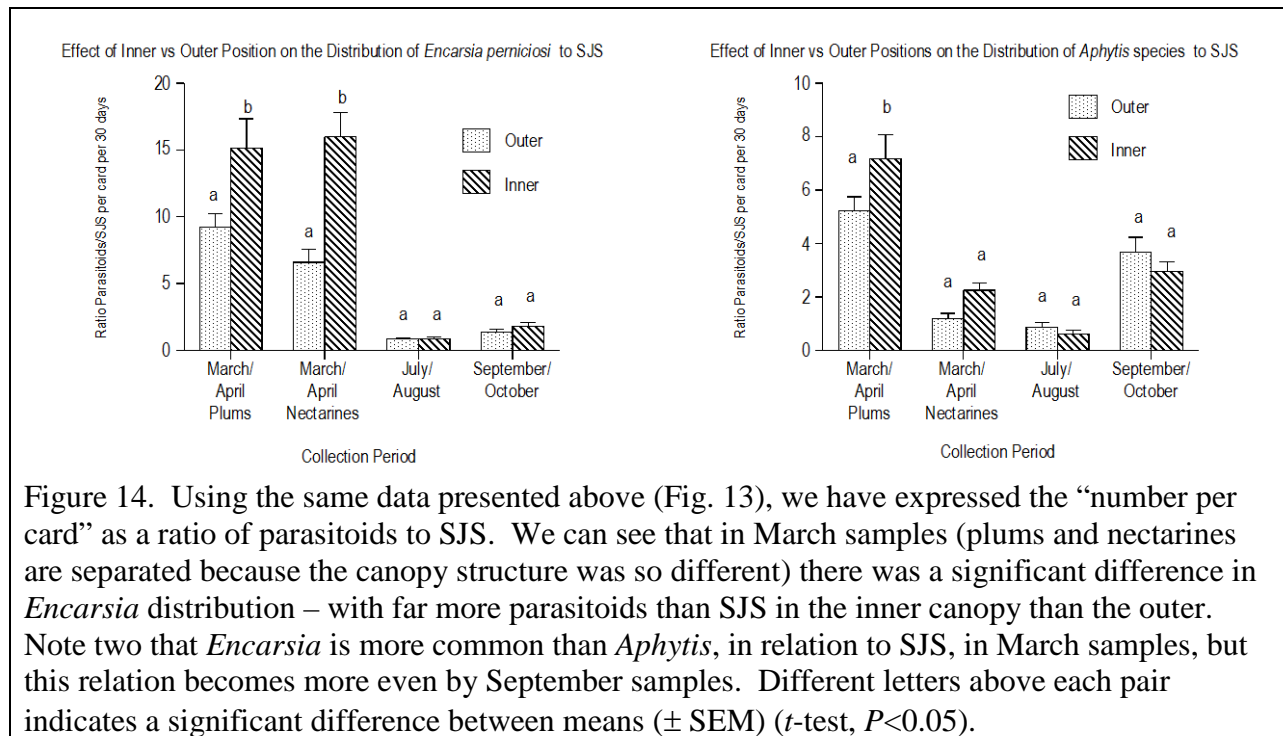 Effect of Inner vs Outer Position on the Distribution of Encarsia perniciosi to SJS
Ratio Parasitoids/SJS per card per 30 days
20
15
10
5
0
a
b
a
b
a
a
a
a
Outer
Inner
March/
April
Plums
March/
April
Nectarines
July/
August
September/
October
Collection Period
Effect of Inner vs Outer Positions on the Distribution of Aphytis species to SJS
Ratio Parasitoids/SJS per card per 30 days
10
8
6
4
2
0
a
b
a
a
a
a
a
a
Outer
Inner
March/
April
Plums
March/
April
Nectarines
July/
August
September/
October
Collection Period
Figure 14.  Using the same data presented above (Fig. 13), we have expressed the “number per
card” as a ratio of parasitoids to SJS.  We can see that in March samples (plums and nectarines
are separated because the canopy structure was so different) there was a significant difference in
Encarsia distribution – with far more parasitoids than SJS in the inner canopy than the outer.
Note two that Encarsia is more common than Aphytis, in relation to SJS, in March samples, but
this relation becomes more even by September samples.  Different letters above each pair
indicates a significant difference between means (± SEM) (t-test, P<0.05).